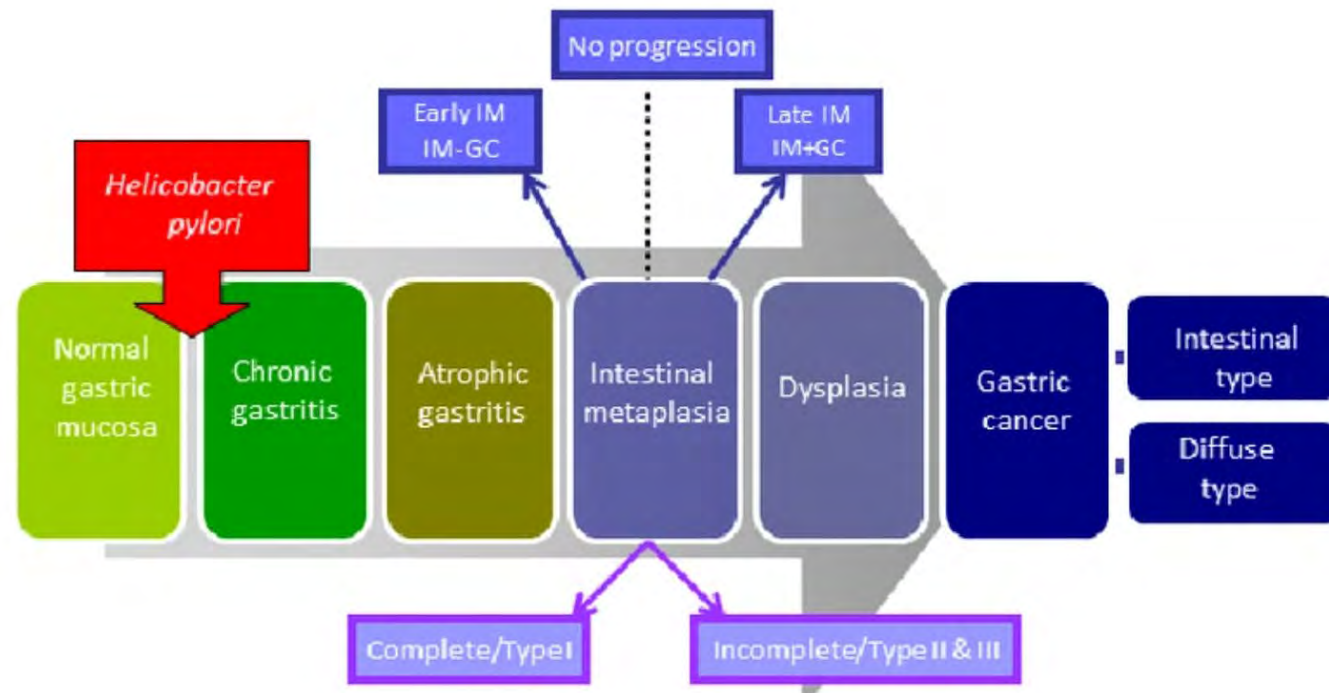 No progression
Early IM
IM-GC
Late IM
IM+GC
Helicobacter
pylori
Normal
gastric
mucosa
Chronic
gastritis
Atrophic
gastritis
Intestinal
metaplasia
Dysplasia
Gastric
cancer
Intestinal
type
Diffuse
type
Complete/Type I
Incomplete/Type II & III